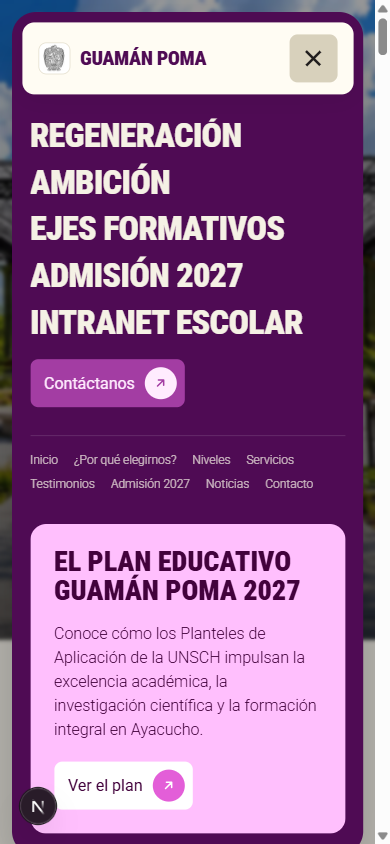 GUAMÁN POMA
REGENERACIÓN
AMBICIÓN
EJES FORMATIVOS
ADMISIÓN 2027
INTRANET ESCOLAR
Contáctanos
Inicio ¿Por qué elegirnos? Niveles Servicios
Testimonios Admisión 2027 Noticias Contacto
EL PLAN EDUCATIVO
GUAMÁN POMA 2027
Conoce cómo los Planteles de
Aplicación de la UNSCH impulsan la
excelencia académica, la
investigación científica y la formación
integral en Ayacucho.
Ver el plan
N